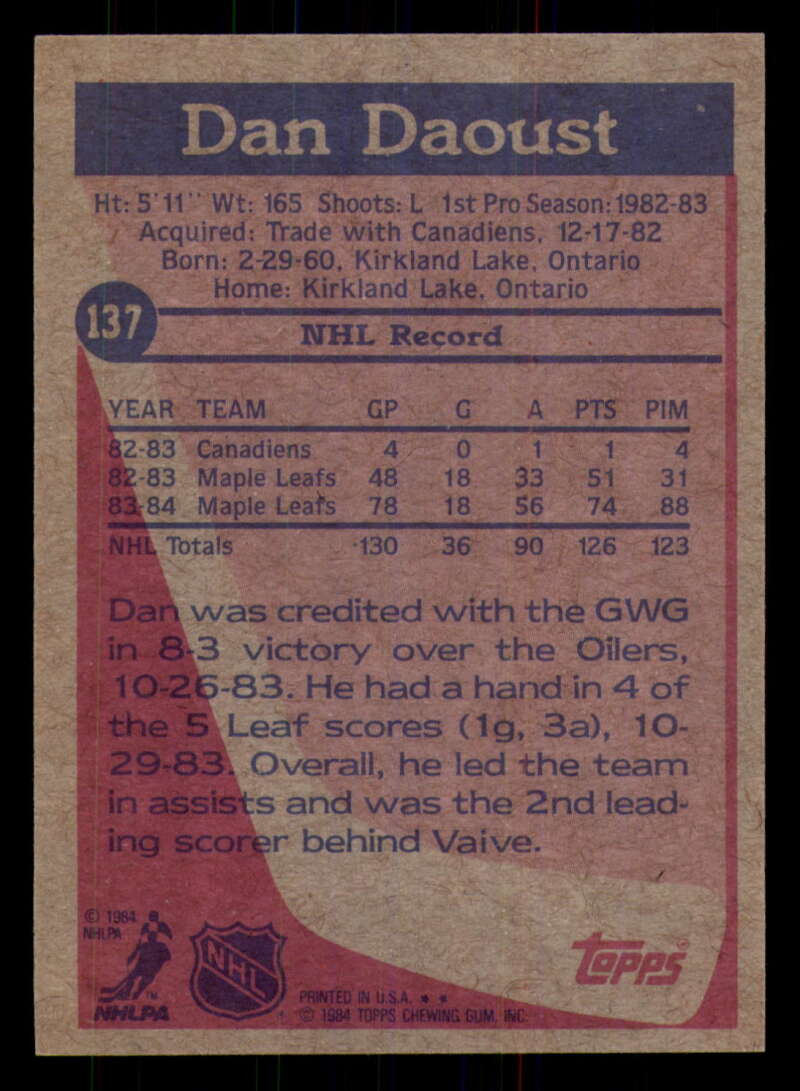 Dan Daoust
Ht: 5'11" Wt: 165 Shoots: L 1st Pro Season: 1982-83
Acquired: Trade with Canadiens, 12-17-82
Born: 2-29-60, Kirkland Lake, Ontario
Home: Kirkland Lake, Ontario
137
NHL Record
YEAR TEAM GP G A PTS PIM
82-83 Canadiens 4 0 1 1 4
82-83 Maple Leafs 48 18 33 51 31
83-84 Maple Leafs 78 18 56 74 88
NHL Totals 130 36 90 126 123
Dan was credited with the GWG
in 8-3 victory over the Oilers,
10-26-83. He had a hand in 4 of
the 5 Leaf scores (1g, 3a), 10-
29-83. Overall, he led the team
in assists and was the 2nd lead-
ing scorer behind Vaive.
© 1984
NHLPA
NHLPA
NHL
PRINTED IN U.S.A. * *
© 1984 TOPPS CHEWING GUM, INC.
topps